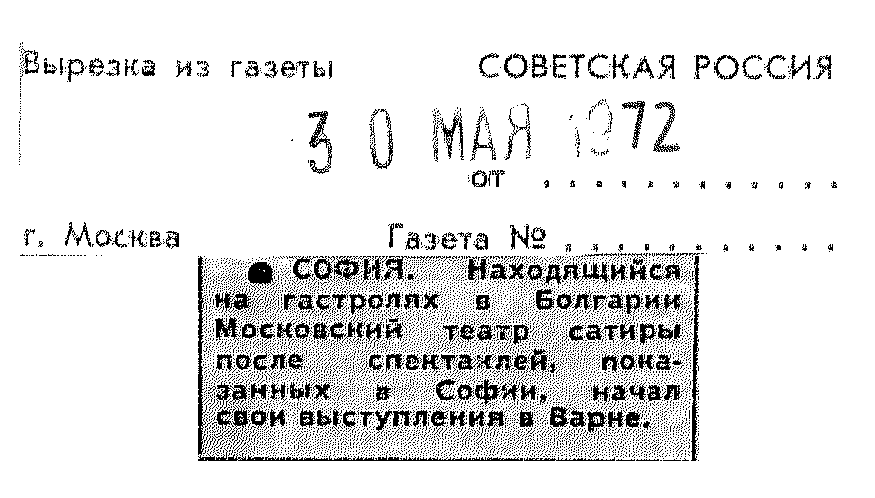 Вырезка из газеты СОВЕТСКАЯ РОССИЯ
30 МАЯ 1972
от . . . . . . . . . . . .
г. Москва Газета № . . . . . . . . . . .
● СОФИЯ. Находящийся
на гастролях в Болгарии
Московский театр сатиры
после спектаклей, пока-
занных в Софии, начал
свои выступления в Варне.